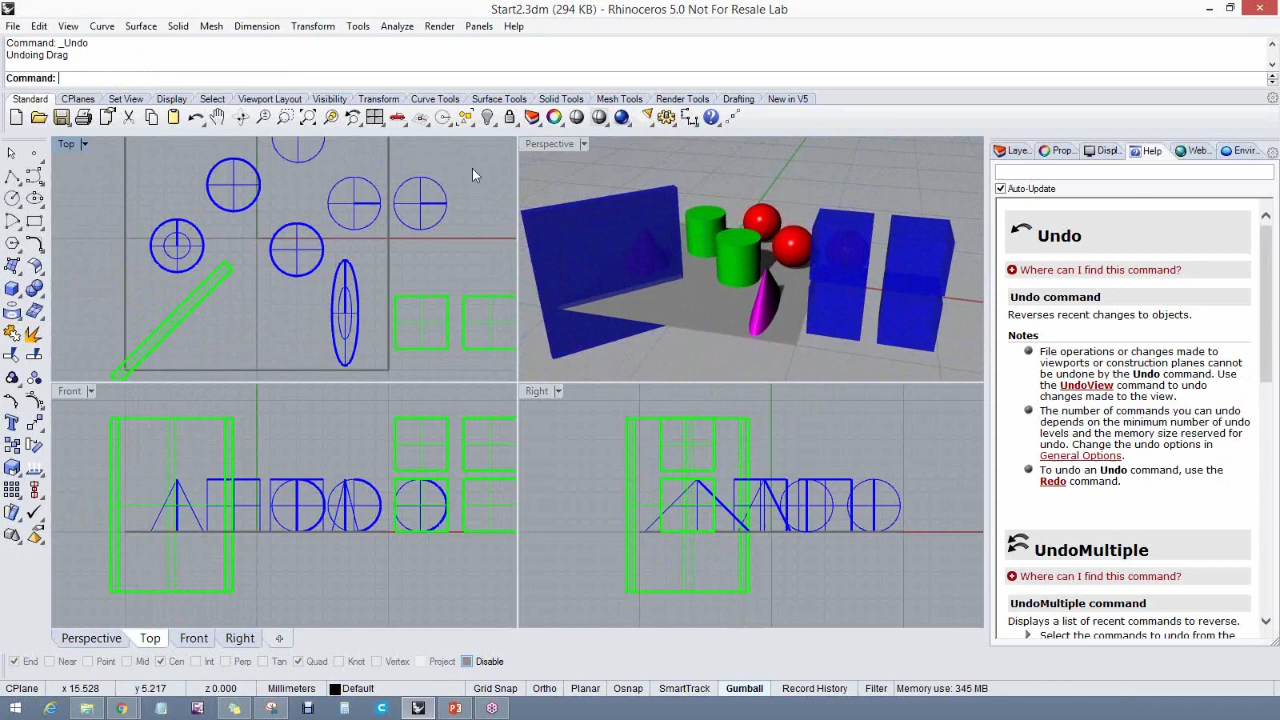 Start2.3dm (294 KB) - Rhinoceros 5.0 Not For Resale Lab
File Edit View Curve Surface Solid Mesh Dimension Transform Tools Analyze Render Panels Help
Command: _Undo
Undoing Drag
Command:
Standard CPlanes Set View Display Select Viewport Layout Visibility Transform Curve Tools Surface Tools Solid Tools Mesh Tools Render Tools Drafting New in V5
Top
Perspective
Laye... Prop... Displ... Help Web... Envir...
Auto-Update
Undo
Where can I find this command?
Undo command
Reverses recent changes to objects.
Notes
File operations or changes made to
viewports or construction planes cannot
be undone by the Undo command. Use
the UndoView command to undo
changes made to the view.
The number of commands you can undo
depends on the minimum number of undo
levels and the memory size reserved for
undo. Change the undo options in
General Options.
To undo an Undo command, use the
Redo command.
Front
Right
UndoMultiple
Where can I find this command?
UndoMultiple command
Displays a list of recent commands to reverse.
Select the commands to undo from the
Perspective Top Front Right
End Near Point Mid Cen Int Perp Tan Quad Knot Vertex Project Disable
CPlane x 15.528 y 5.217 z 0.000 Millimeters Default Grid Snap Ortho Planar Osnap SmartTrack Gumball Record History Filter Memory use: 345 MB